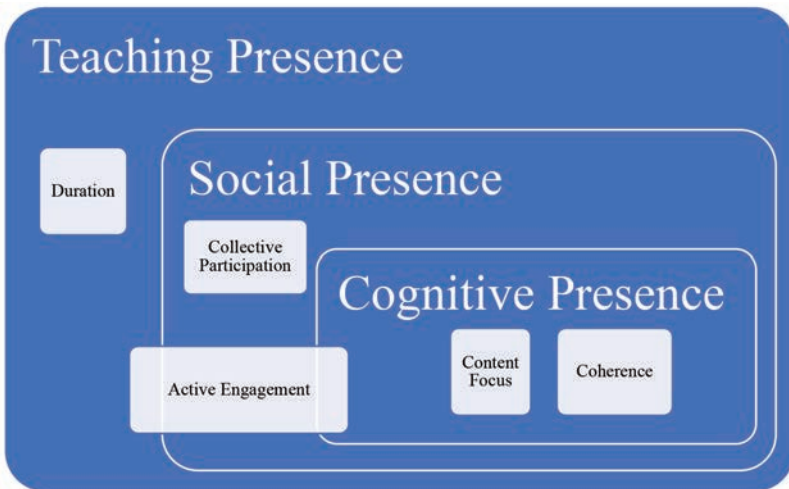 Teaching Presence
Duration
Social Presence
Collective
Participation
Cognitive Presence
Content
Focus
Coherence
Active Engagement